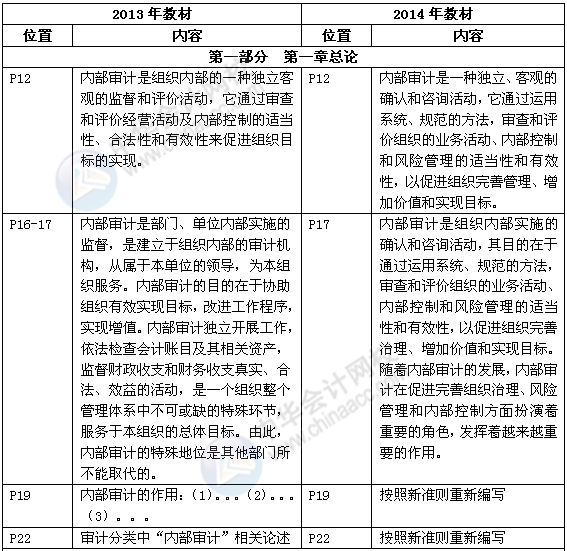 2013 年教材 2014 年教材
位置 内容 位置 内容
第一部分 第一章总论
P12
内部审计是组织内部的一种独立客
观的监督和评价活动，它通过审查
和评价经营活动及内部控制的适当
性、合法性和有效性来促进组织目
标的实现。
P12
内部审计是一种独立、客观的
确认和咨询活动，它通过运用
系统、规范的方法，审查和评
价组织的业务活动、内部控制
和风险管理的适当性和有效
性，以促进组织完善管理、增
加价值和实现目标。
P16-17
内部审计是部门、单位内部实施的
监督，是建立于组织内部的审计机
构，从属于本单位的领导，为本组
织服务。内部审计的目的在于协助
组织有效实现目标，改进工作程序，
实现增值。内部审计独立开展工作，
依法检查会计账目及其相关资产，
监督财政收支和财务收支真实、合
法、效益的活动，是一个组织整个
管理体系中不可或缺的特殊环节，
服务于本组织的总体目标。由此，
内部审计的特殊地位是其他部门所
不能取代的。
P17
内部审计是组织内部实施的
确认和咨询活动，其目的在于
通过运用系统、规范的方法，
审查和评价组织的业务活动、
内部控制和风险管理的适当
性和有效性，以促进组织完善
治理、增加价值和实现目标。
随着内部审计的发展，内部审
计在促进完善组织治理、风险
管理和内部控制方面扮演着
重要的角色，发挥着越来越重
要的作用。
P19
内部审计的作用：(1)。。。(2)。。。
(3)。。。
P19
按照新准则重新编写
P22
审计分类中“内部审计”相关论述
P22
按照新准则重新编写
中华会计网校
www.chinaacc.com
中华会计网校
www.chinaacc.com